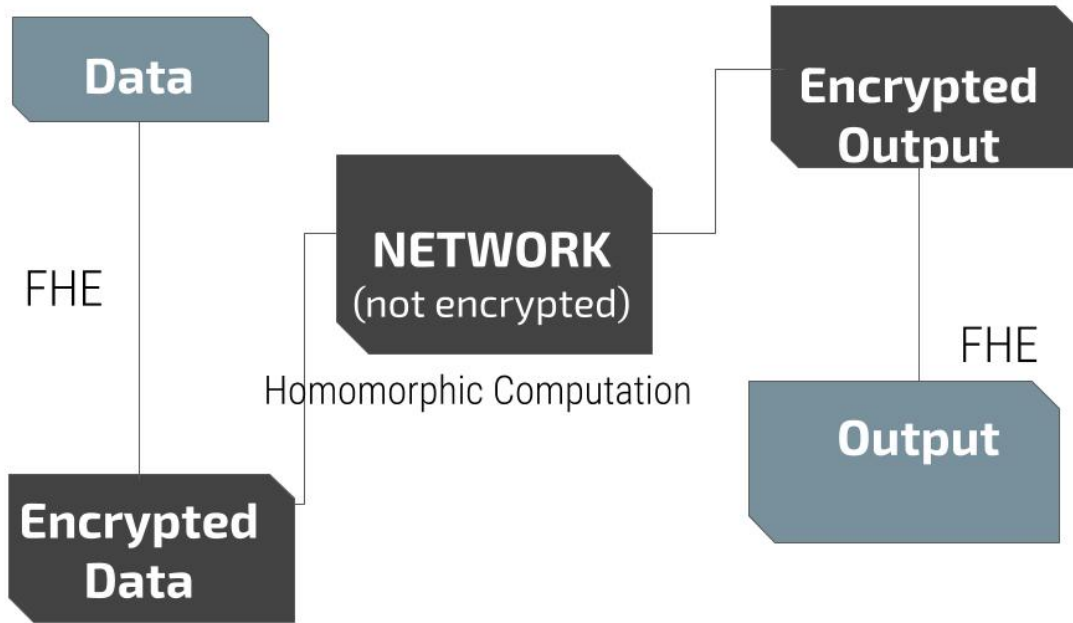 Data
FHE
Encrypted
Data
NETWORK
(not encrypted)
Homomorphic Computation
Encrypted
Output
FHE
Output